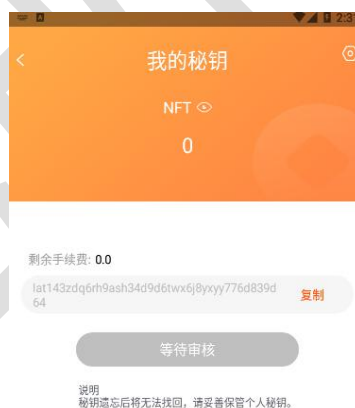 2:3
我的秘钥
NFT
0
剩余手续费: 0.0
lat143zdq6rh9ash34d9d6twx6j8yxyy776d839d
64
复制
等待审核
说明
秘钥遗忘后将无法找回，请妥善保管个人秘钥。